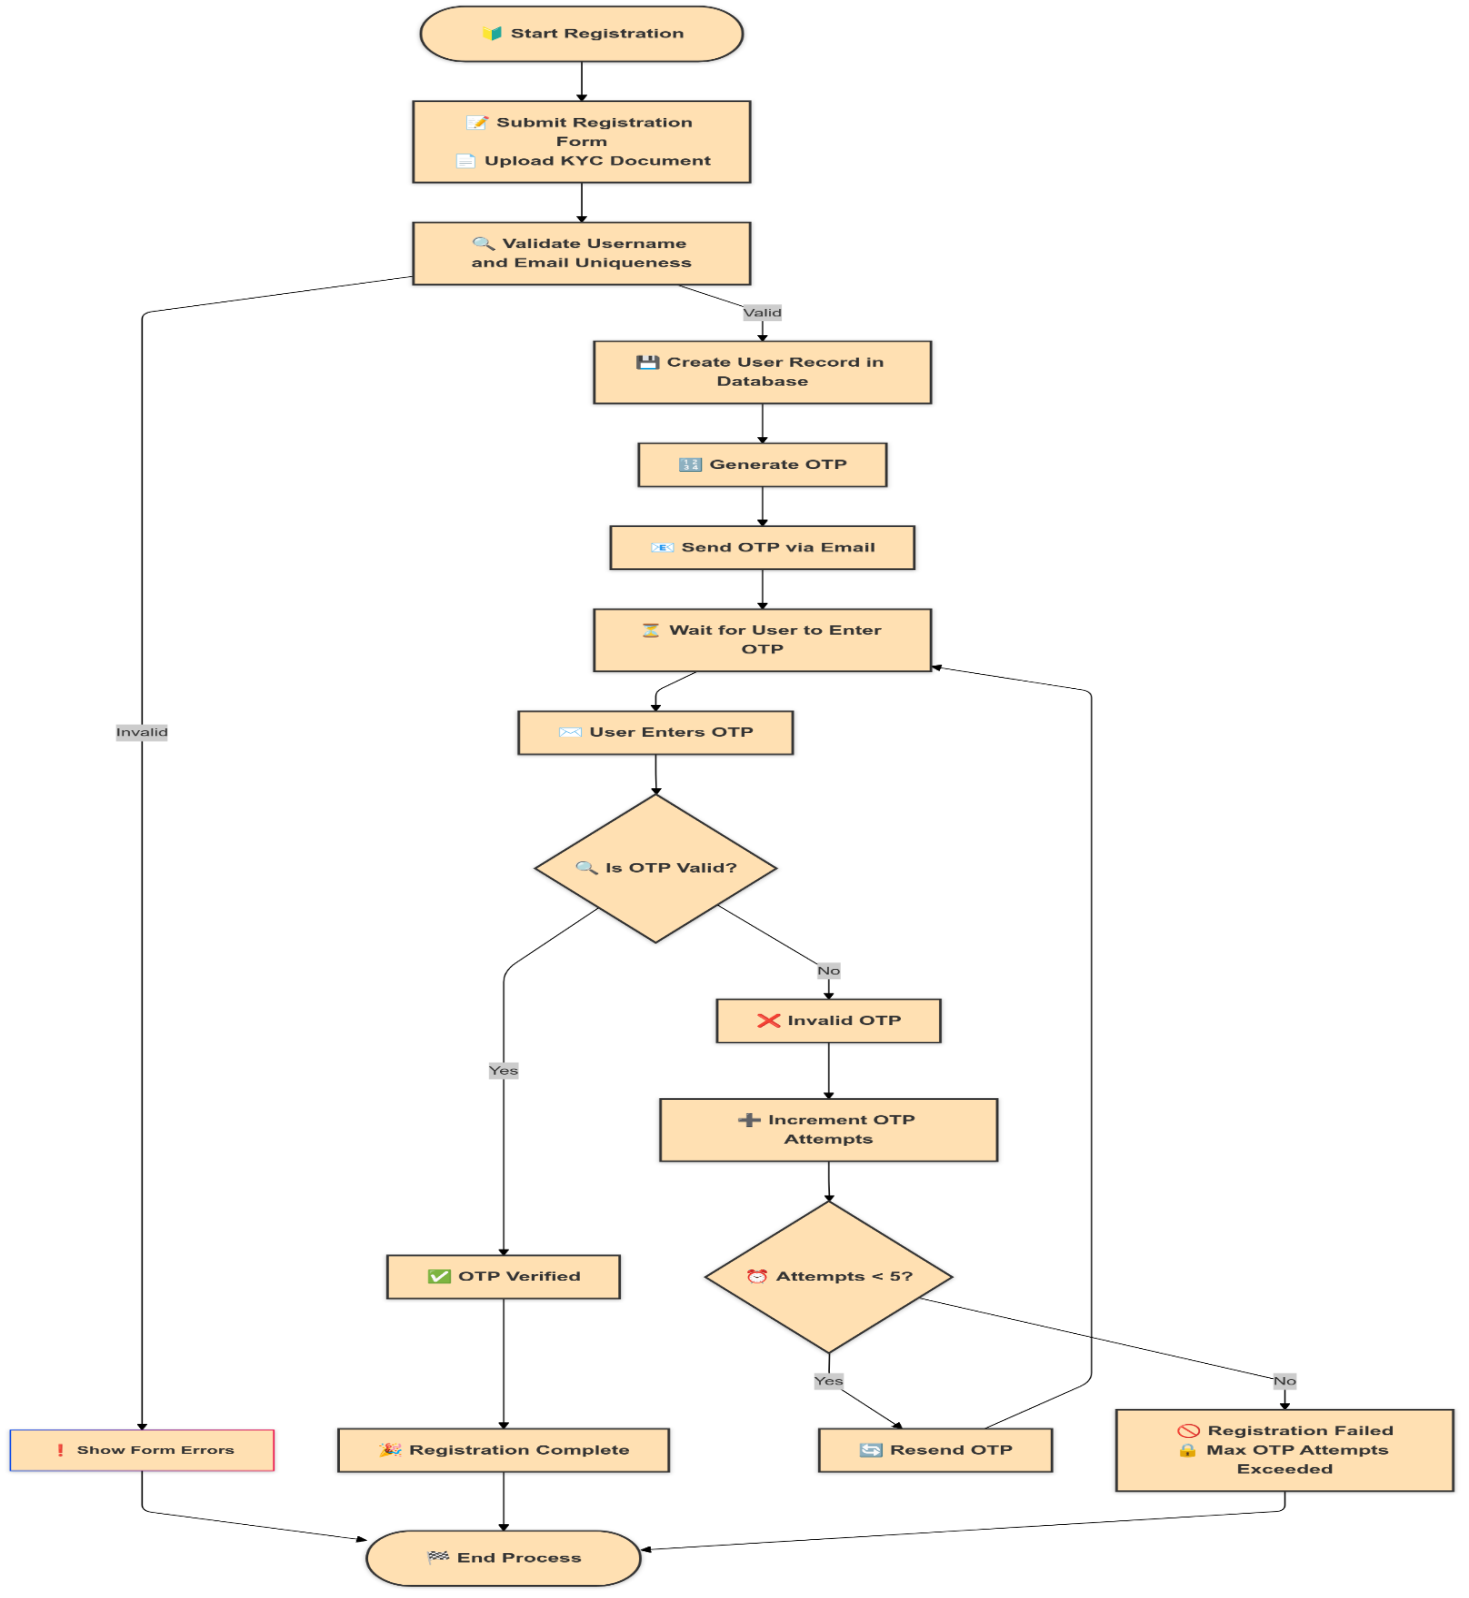 🔰 Start Registration
📝 Submit Registration
Form
📄 Upload KYC Document
🔍 Validate Username
and Email Uniqueness
Valid
💾 Create User Record in
Database
🔢 Generate OTP
📧 Send OTP via Email
⏳ Wait for User to Enter
OTP
Invalid
✉️ User Enters OTP
🔍 Is OTP Valid?
No
❌ Invalid OTP
Yes
➕ Increment OTP
Attempts
✅ OTP Verified
⏰ Attempts < 5?
Yes
No
❗ Show Form Errors
🎉 Registration Complete
🔄 Resend OTP
🚫 Registration Failed
🔒 Max OTP Attempts
Exceeded
🏁 End Process